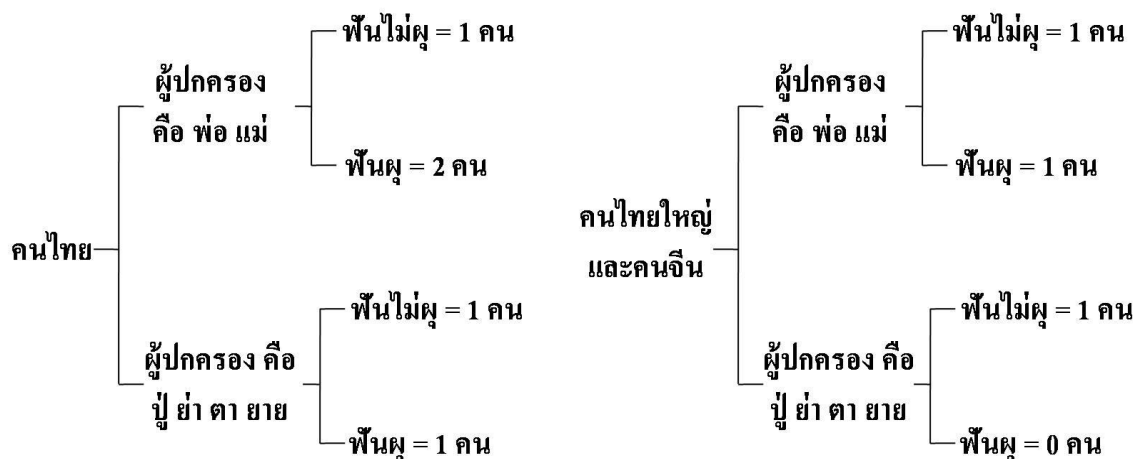 คนไทย
ผู้ปกครอง
คือ พ่อ แม่
ฟันไม่ผุ = 1 คน
ฟันผุ = 2 คน
ผู้ปกครอง คือ
ปู่ ย่า ตา ยาย
ฟันไม่ผุ = 1 คน
ฟันผุ = 1 คน
คนไทยใหญ่
และคนจีน
ผู้ปกครอง
คือ พ่อ แม่
ฟันไม่ผุ = 1 คน
ฟันผุ = 1 คน
ผู้ปกครอง คือ
ปู่ ย่า ตา ยาย
ฟันไม่ผุ = 1 คน
ฟันผุ = 0 คน